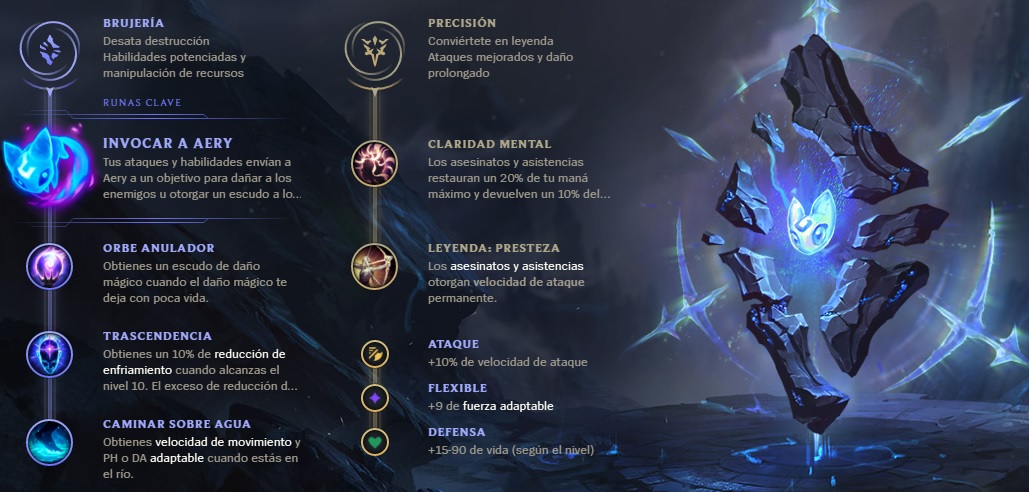 BRUJERÍA
Desata destrucción
Habilidades potenciadas y
manipulación de recursos
RUNAS CLAVE
INVOCAR A AERY
Tus ataques y habilidades envían a
Aery a un objetivo para dañar a los
enemigos u otorgar un escudo a lo...
ORBE ANULADOR
Obtienes un escudo de daño
mágico cuando el daño mágico te
deja con poca vida.
TRASCENDENCIA
Obtienes un 10% de reducción de
enfriamiento cuando alcanzas el
nivel 10. El exceso de reducción d...
CAMINAR SOBRE AGUA
Obtienes velocidad de movimiento y
PH o DA adaptable cuando estás en
el río.
PRECISIÓN
Conviértete en leyenda
Ataques mejorados y daño
prolongado
CLARIDAD MENTAL
Los asesinatos y asistencias
restauran un 20% de tu maná
máximo y devuelven un 10% del...
LEYENDA: PRESTEZA
Los asesinatos y asistencias
otorgan velocidad de ataque
permanente.
ATAQUE
+10% de velocidad de ataque
FLEXIBLE
+9 de fuerza adaptable
DEFENSA
+15-90 de vida (según el nivel)